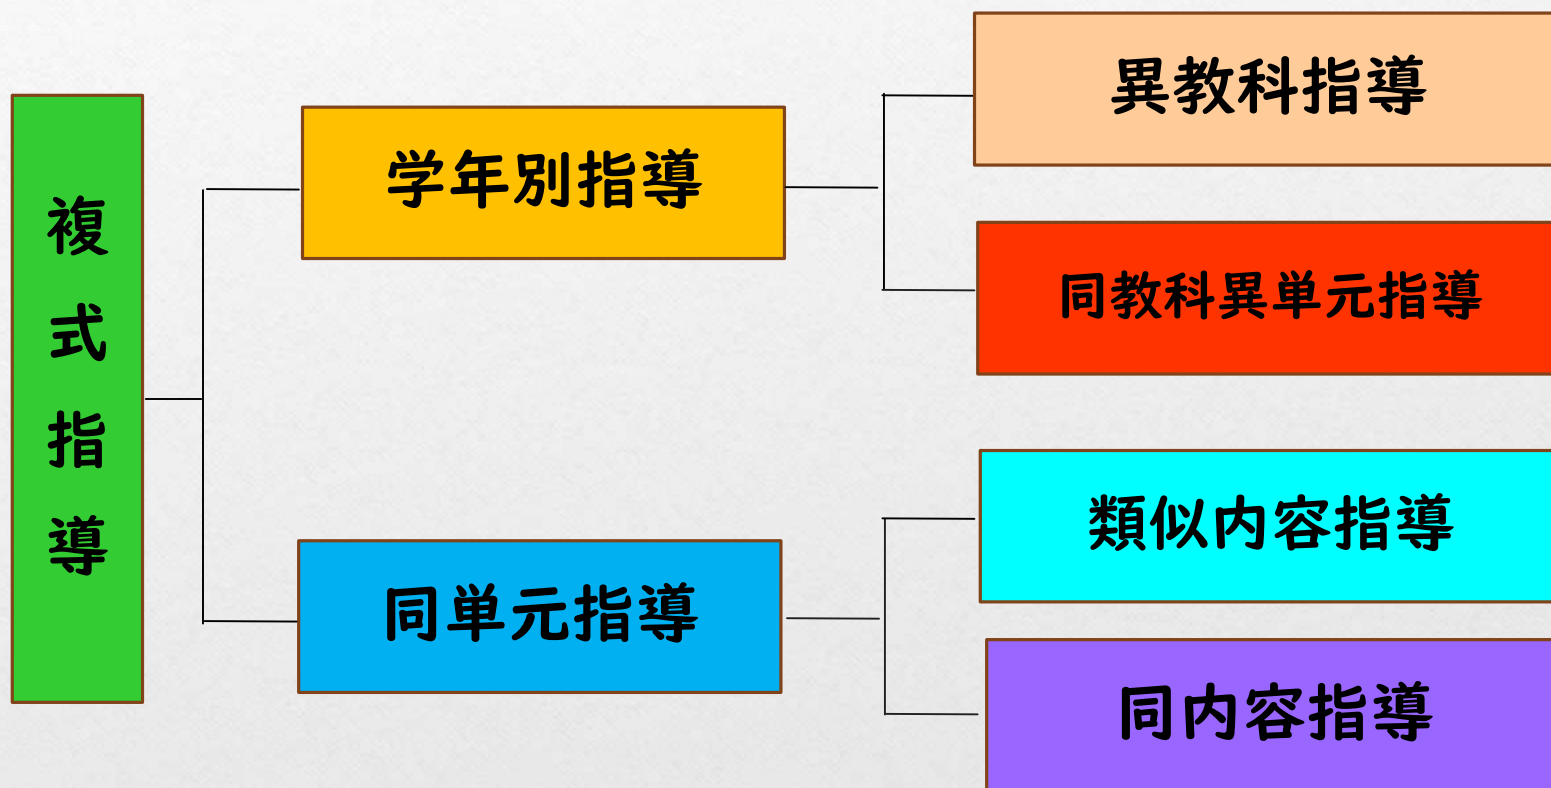 複式指導
学年別指導
異教科指導
同教科異単元指導
同単元指導
類似内容指導
同内容指導